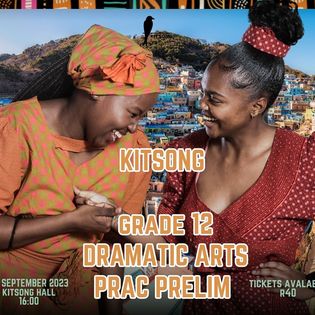 KITSONG
GRADE 12
DRAMATIC ARTS
PRAC PRELIM
SEPTEMBER 2023
KITSONG HALL
16:00
TICKETS AVALAB
R40